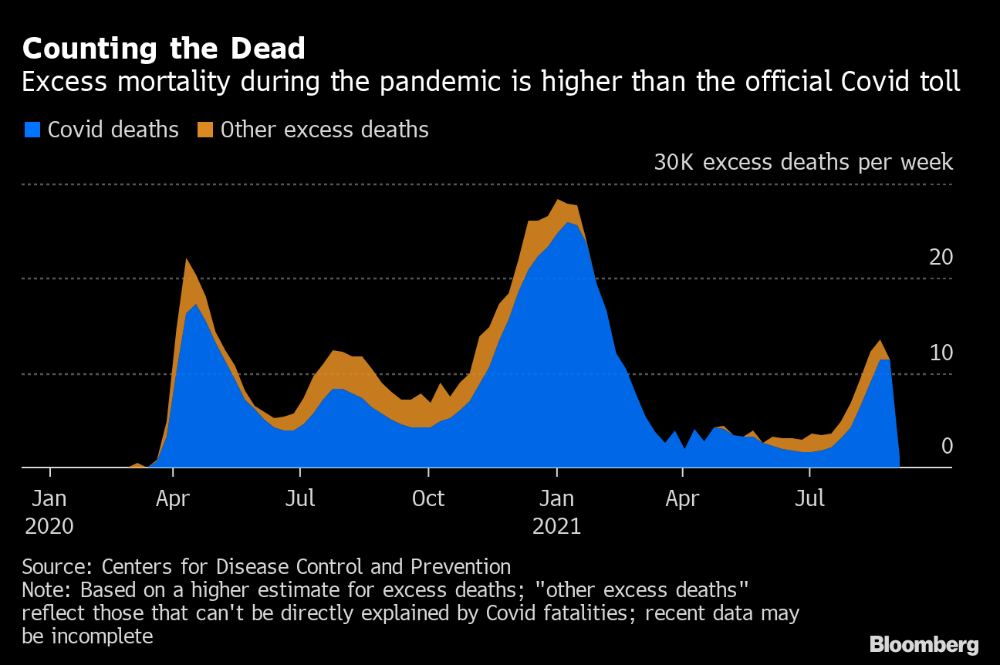 Counting the Dead
Excess mortality during the pandemic is higher than the official Covid toll
Covid deaths Other excess deaths
30K excess deaths per week
20
10
0
Jan Apr Jul Oct Jan Apr Jul
2020 2021
Source: Centers for Disease Control and Prevention
Note: Based on a higher estimate for excess deaths; "other excess deaths"
reflect those that can't be directly explained by Covid fatalities; recent data may
be incomplete
Bloomberg